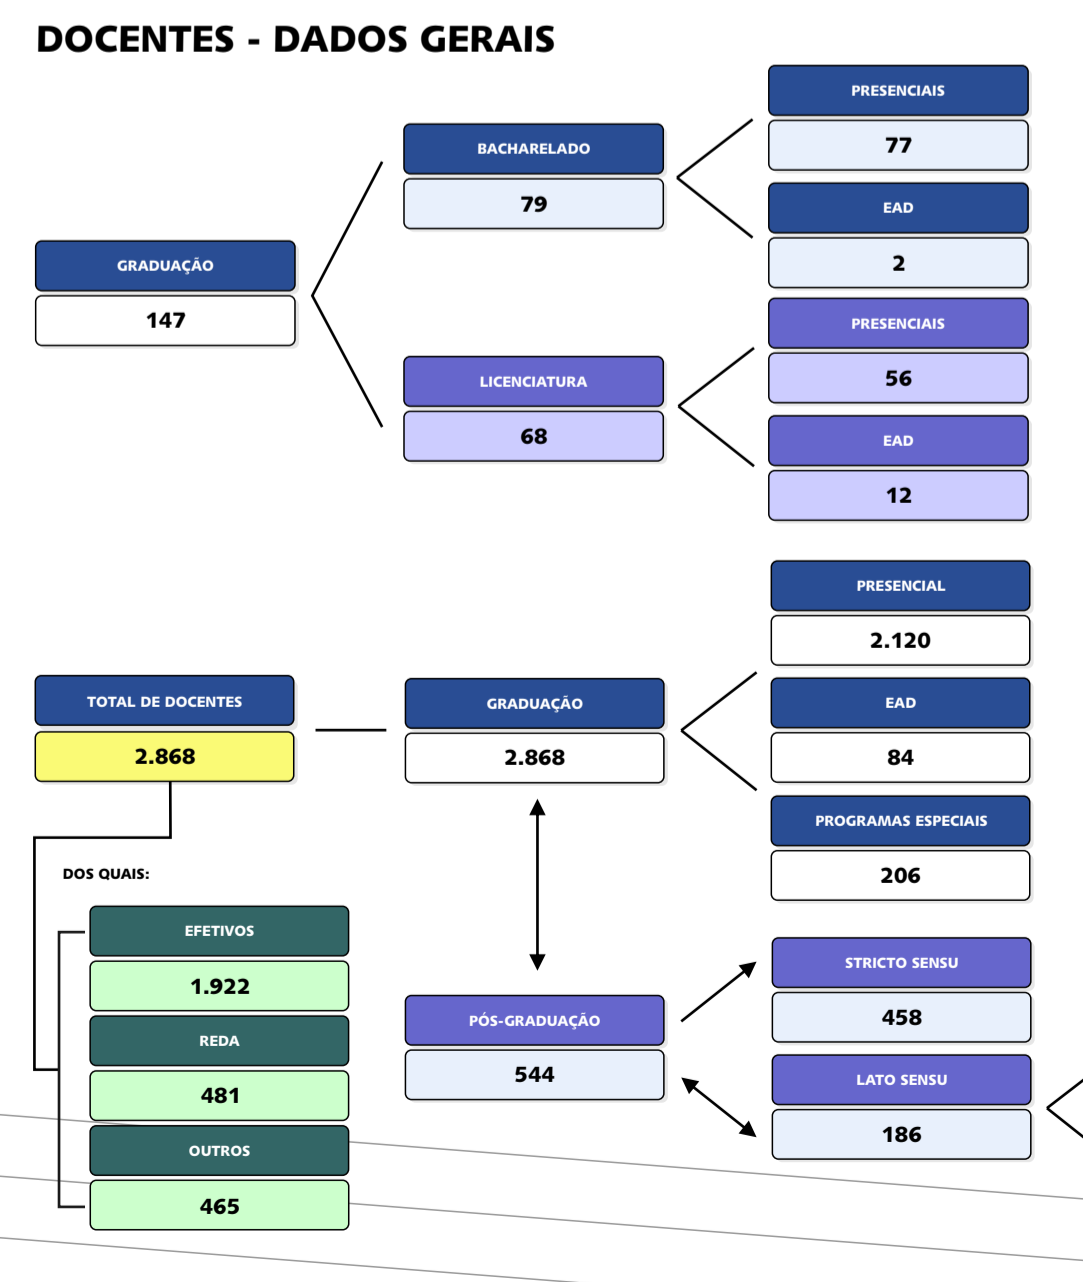 DOCENTES - DADOS GERAIS
GRADUAÇÃO
147
BACHARELADO
79
PRESENCIAIS
77
EAD
2
LICENCIATURA
68
PRESENCIAIS
56
EAD
12
TOTAL DE DOCENTES
2.868
GRADUAÇÃO
2.868
PRESENCIAL
2.120
EAD
84
PROGRAMAS ESPECIAIS
206
DOS QUAIS:
EFETIVOS
1.922
REDA
481
OUTROS
465
PÓS-GRADUAÇÃO
544
STRICTO SENSU
458
LATO SENSU
186